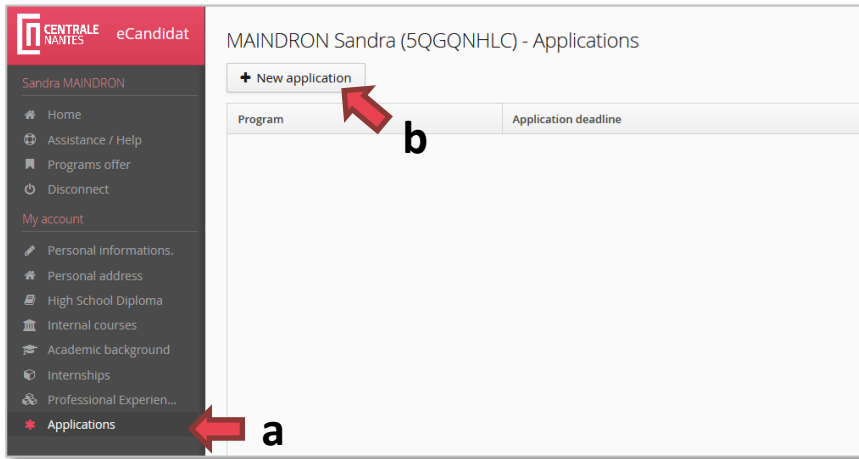 CENTRALE
NANTES
eCandidat
Sandra MAINDRON
Home
Assistance / Help
Programs offer
Disconnect
My account
Personal informations.
Personal address
High School Diploma
Internal courses
Academic background
Internships
Professional Experien...
Applications
a
MAINDRON Sandra (5QGQNHLC) - Applications
+ New application
b
Program Application deadline